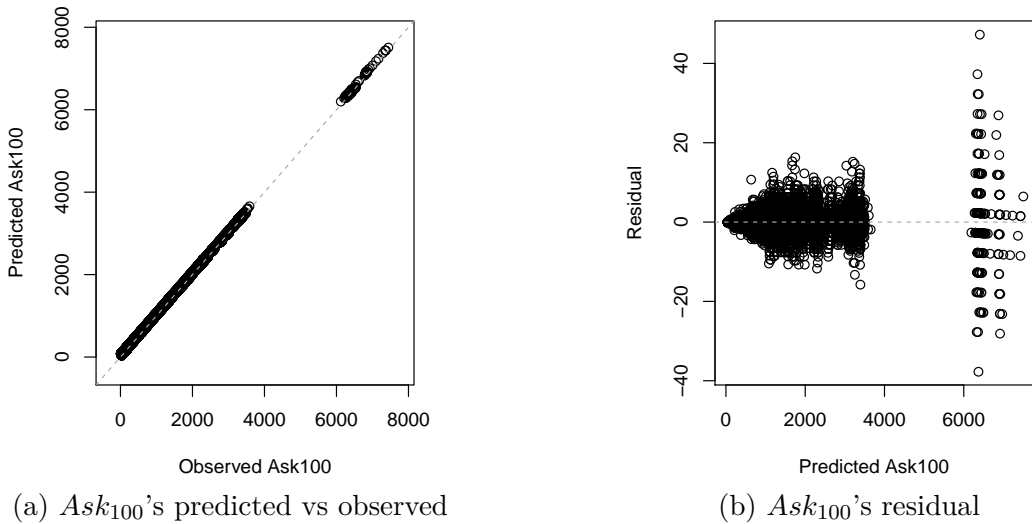 0
2000
4000
6000
8000
Predicted Ask100
0 2000 4000 6000 8000
Observed Ask100
(a) Ask100's predicted vs observed
−40
−20
0
20
40
Residual
0 2000 4000 6000
Predicted Ask100
(b) Ask100's residual